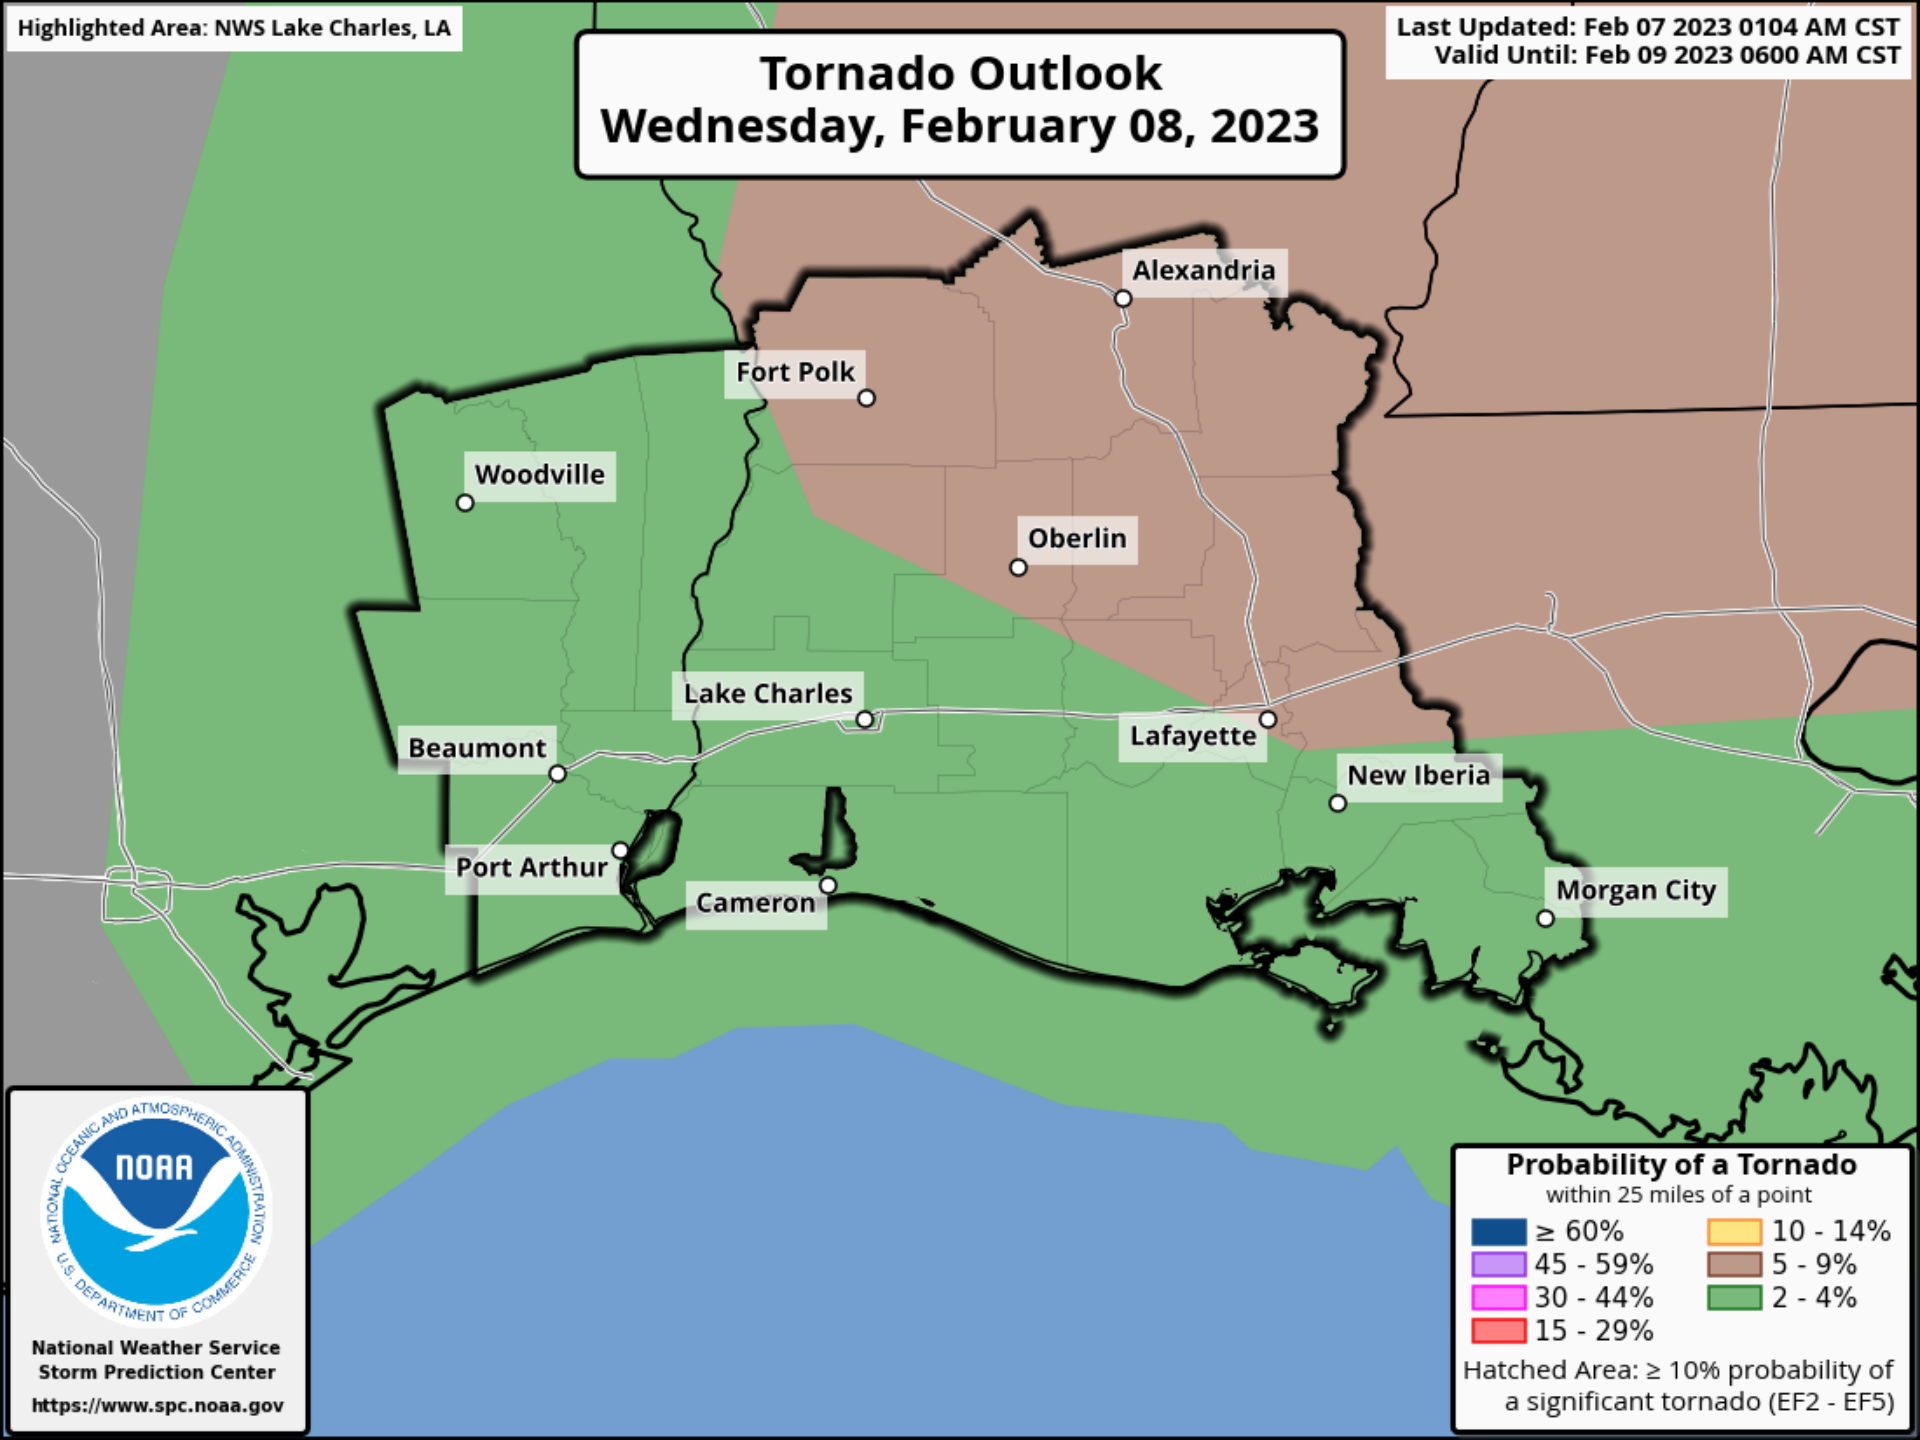 Highlighted Area: NWS Lake Charles, LA
Tornado Outlook
Wednesday, February 08, 2023
Last Updated: Feb 07 2023 0104 AM CST
Valid Until: Feb 09 2023 0600 AM CST
Alexandria
Fort Polk
Woodville
Oberlin
Lake Charles
Lafayette
Beaumont
New Iberia
Port Arthur
Cameron
Morgan City
NATIONAL OCEANIC AND ATMOSPHERIC ADMINISTRATION
NOAA
U.S. DEPARTMENT OF COMMERCE
National Weather Service
Storm Prediction Center
https://www.spc.noaa.gov
Probability of a Tornado
within 25 miles of a point
≥ 60%
45 - 59%
30 - 44%
15 - 29%
10 - 14%
5 - 9%
2 - 4%
Hatched Area: ≥ 10% probability of
a significant tornado (EF2 - EF5)